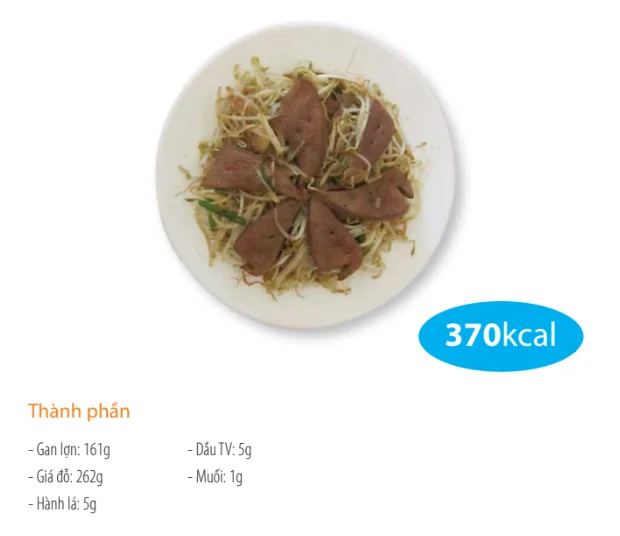 370kcal
Thành phần
- Gan lợn: 161g
- Giá đỗ: 262g
- Hành lá: 5g
- Dầu TV: 5g
- Muối: 1g